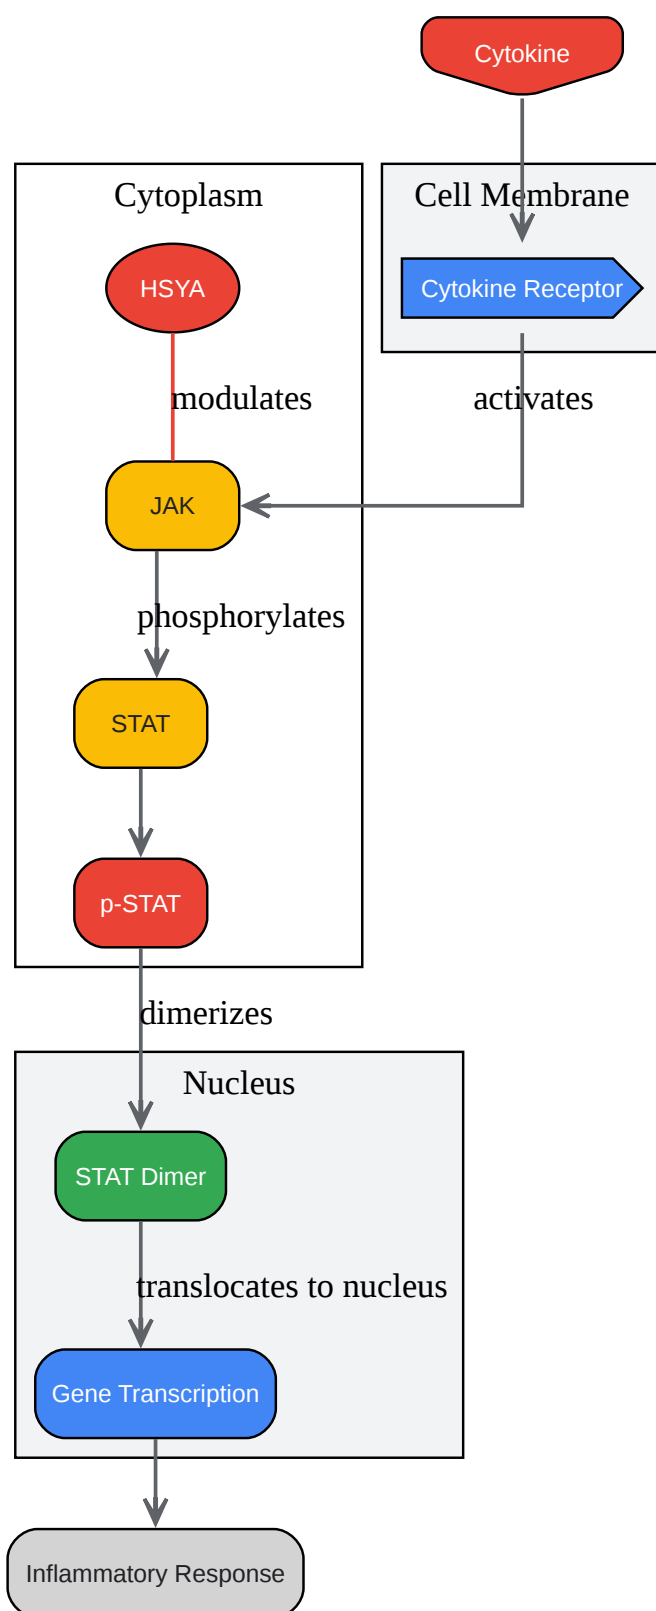 Cytokine
Cytoplasm
Cell Membrane
HSYA
Cytokine Receptor
modulates
activates
JAK
phosphorylates
STAT
p-STAT
dimerizes
Nucleus
STAT Dimer
translocates to nucleus
Gene Transcription
Inflammatory Response